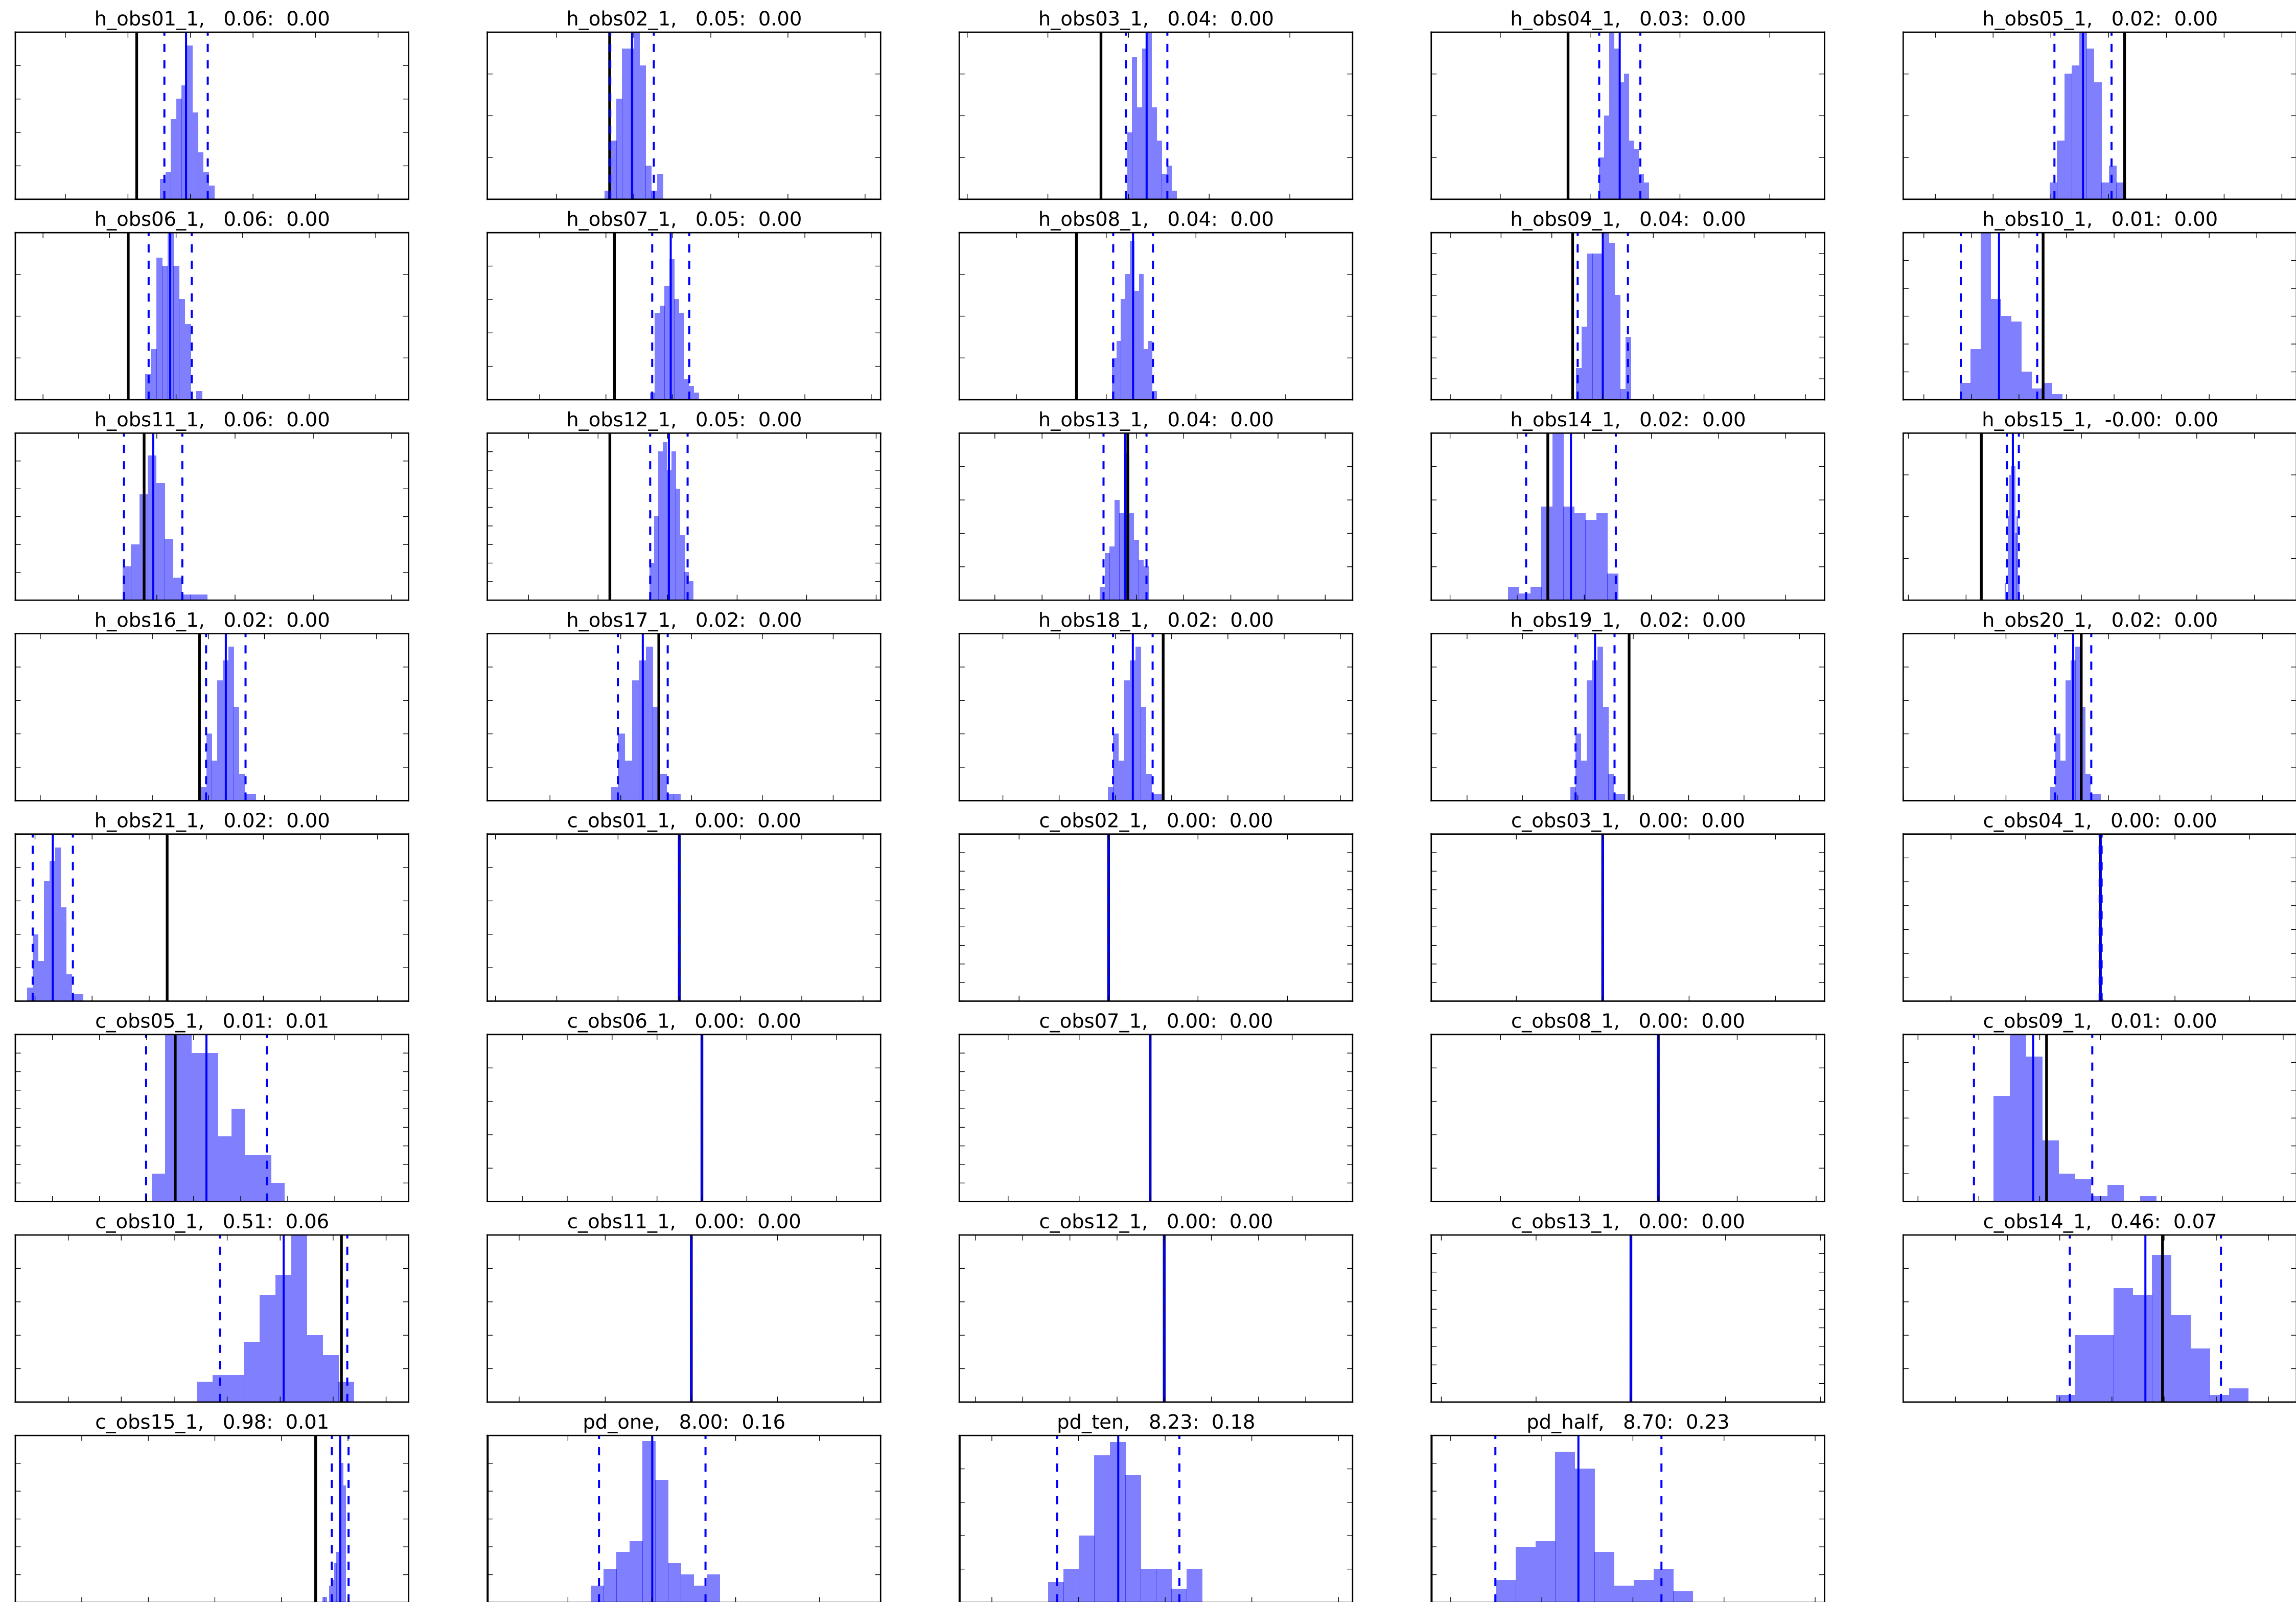 h_obs01_1, 0.06: 0.00
h_obs02_1, 0.05: 0.00
h_obs03_1, 0.04: 0.00
h_obs04_1, 0.03: 0.00
h_obs05_1, 0.02: 0.00
h_obs06_1, 0.06: 0.00
h_obs07_1, 0.05: 0.00
h_obs08_1, 0.04: 0.00
h_obs09_1, 0.04: 0.00
h_obs10_1, 0.01: 0.00
h_obs11_1, 0.06: 0.00
h_obs12_1, 0.05: 0.00
h_obs13_1, 0.04: 0.00
h_obs14_1, 0.02: 0.00
h_obs15_1, -0.00: 0.00
h_obs16_1, 0.02: 0.00
h_obs17_1, 0.02: 0.00
h_obs18_1, 0.02: 0.00
h_obs19_1, 0.02: 0.00
h_obs20_1, 0.02: 0.00
h_obs21_1, 0.02: 0.00
c_obs01_1, 0.00: 0.00
c_obs02_1, 0.00: 0.00
c_obs03_1, 0.00: 0.00
c_obs04_1, 0.00: 0.00
c_obs05_1, 0.01: 0.01
c_obs06_1, 0.00: 0.00
c_obs07_1, 0.00: 0.00
c_obs08_1, 0.00: 0.00
c_obs09_1, 0.01: 0.00
c_obs10_1, 0.51: 0.06
c_obs11_1, 0.00: 0.00
c_obs12_1, 0.00: 0.00
c_obs13_1, 0.00: 0.00
c_obs14_1, 0.46: 0.07
c_obs15_1, 0.98: 0.01
pd_one, 8.00: 0.16
pd_ten, 8.23: 0.18
pd_half, 8.70: 0.23